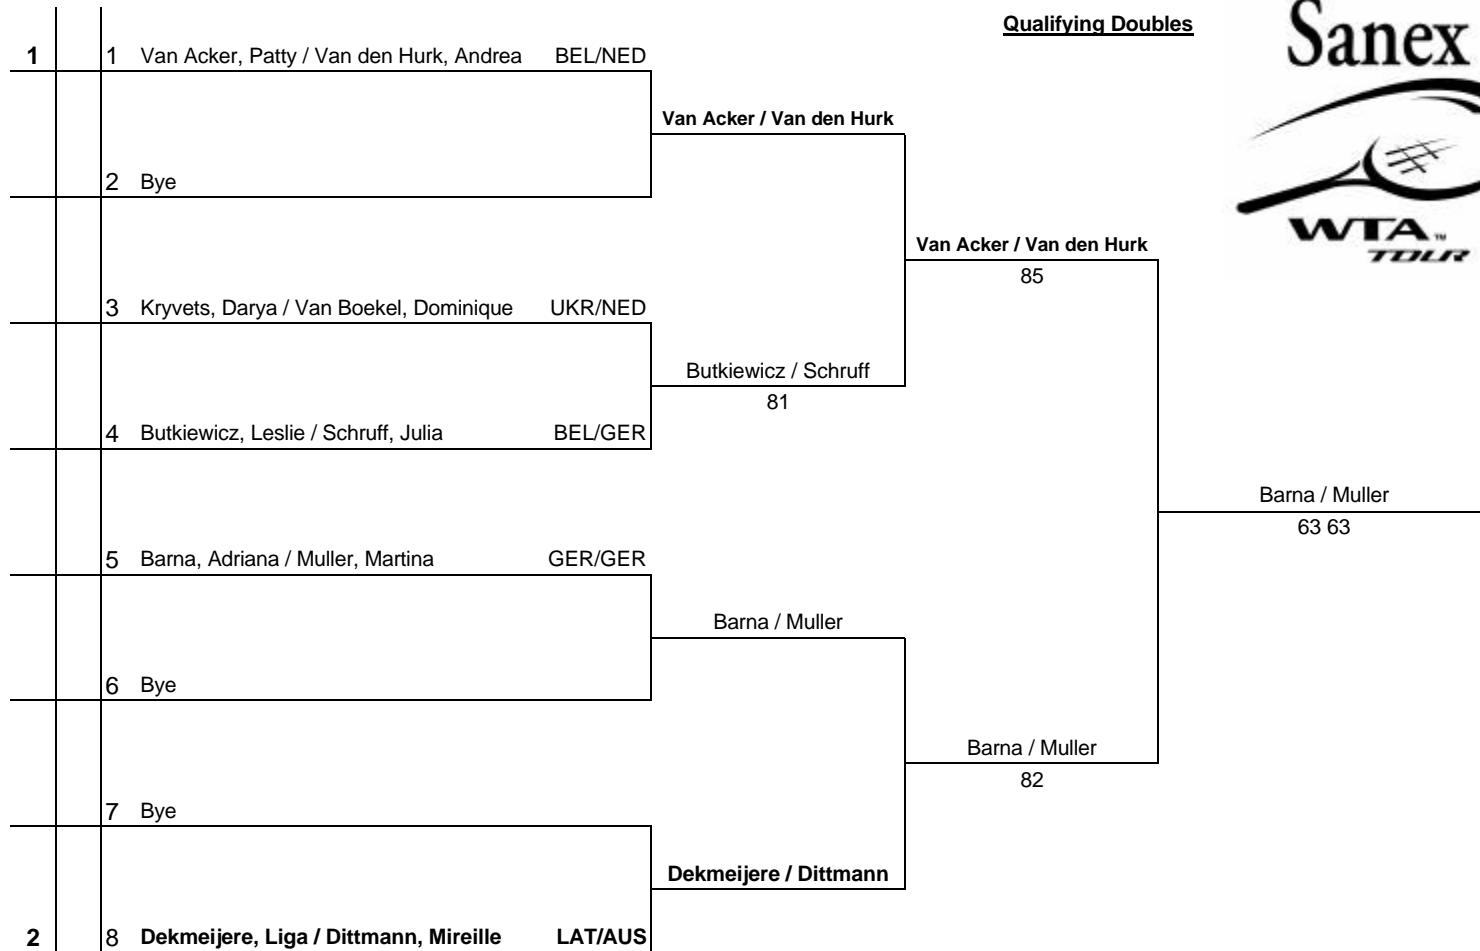 Qualifying Doubles
Sanex
WTA™
TOUR
1 1 Van Acker, Patty / Van den Hurk, Andrea BEL/NED
Van Acker / Van den Hurk
2 Bye
Van Acker / Van den Hurk
85
3 Kryvets, Darya / Van Boekel, Dominique UKR/NED
Butkiewicz / Schruff
81
4 Butkiewicz, Leslie / Schruff, Julia BEL/GER
Barna / Muller
63 63
5 Barna, Adriana / Muller, Martina GER/GER
Barna / Muller
6 Bye
Barna / Muller
82
7 Bye
Dekmeijere / Dittmann
2 8 Dekmeijere, Liga / Dittmann, Mireille LAT/AUS